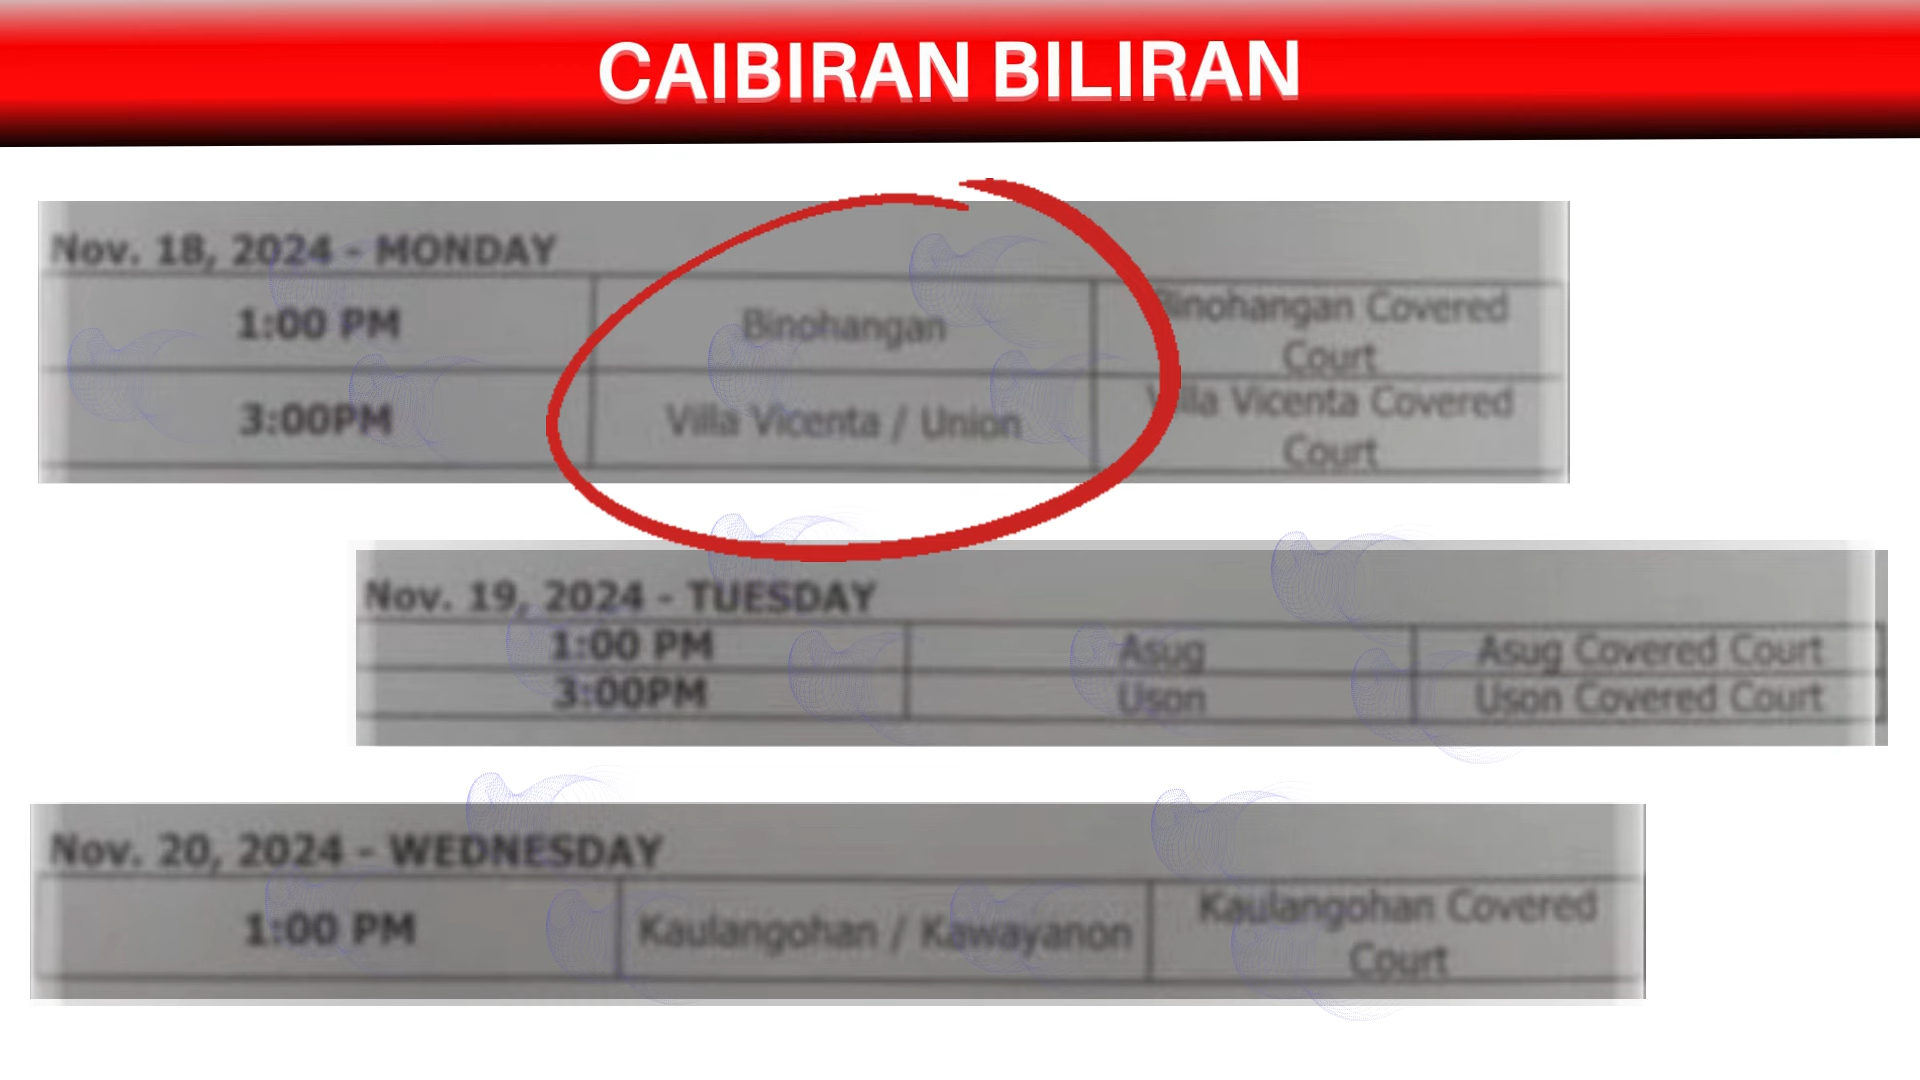 CAIBIRAN BILIRAN
Nov. 18, 2024 - MONDAY
1:00 PM
Binohangan
Binohangan Covered
Court
3:00PM
Villa Vicenta / Union
Villa Vicenta Covered
Court
Nov. 19, 2024 - TUESDAY
1:00 PM
Asug
Asug Covered Court
3:00PM
Uson
Uson Covered Court
Nov. 20, 2024 - WEDNESDAY
1:00 PM
Kaulangohan / Kawayanon
Kaulangohan Covered
Court